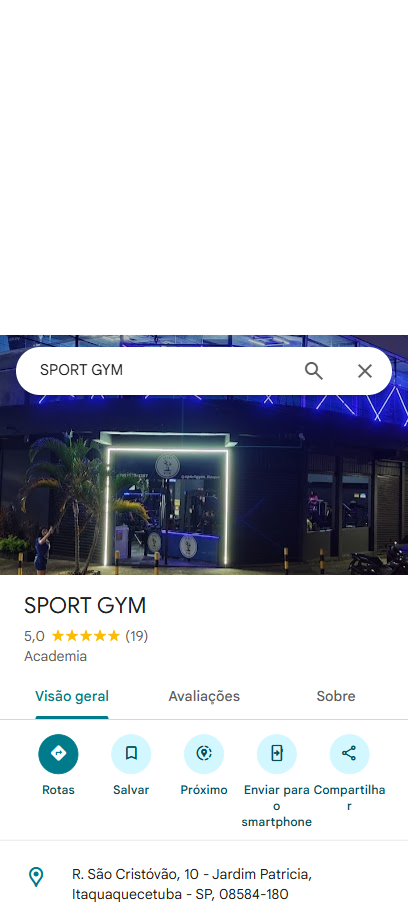 SPORT GYM
SPORT GYM
5,0 (19)
Academia
Visão geral
Avaliações
Sobre
Rotas
Salvar
Próximo
Enviar para
o
smartphone
Compartilha
r
R. São Cristóvão, 10 - Jardim Patricia,
Itaquaquecetuba - SP, 08584-180